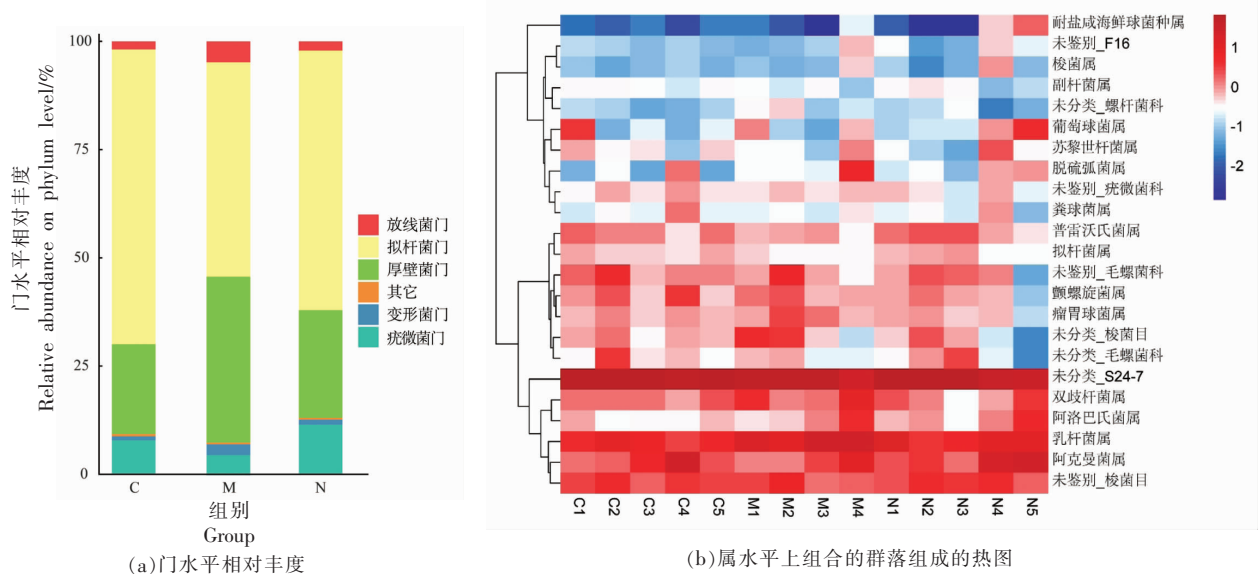 100
75
50
25
0
门水平相对丰度
Relative abundance on phylum level/%
C
M
N
组别
Group
放线菌门
拟杆菌门
厚壁菌门
其它
变形菌门
疣微菌门
(a)门水平相对丰度
耐盐咸海鲜球菌种属
未鉴别_F16
梭菌属
副杆菌属
未分类_螺杆菌科
葡萄球菌属
苏黎世杆菌属
脱硫弧菌属
未鉴别_疣微菌科
粪球菌属
普雷沃氏菌属
拟杆菌属
未鉴别_毛螺菌科
颤螺旋菌属
瘤胃球菌属
未分类_梭菌目
未分类_毛螺菌科
未分类_S24-7
双歧杆菌属
阿洛巴氏菌属
乳杆菌属
阿克曼菌属
未鉴别_梭菌目
C1
C2
C3
C4
C5
M1
M2
M3
M4
N1
N2
N3
N4
N5
1
0
-1
-2
(b)属水平上组合的群落组成的热图